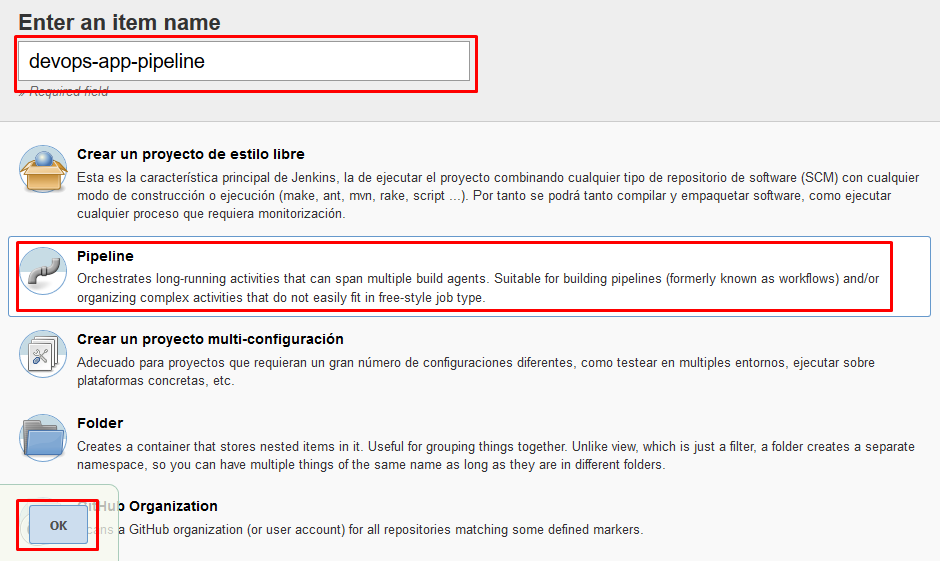 Enter an item name
devops-app-pipeline
» Required field
Crear un proyecto de estilo libre
Esta es la característica principal de Jenkins, la de ejecutar el proyecto combinando cualquier tipo de repositorio de software (SCM) con cualquier
modo de construcción o ejecución (make, ant, mvn, rake, script ...). Por tanto se podrá tanto compilar y empaquetar software, como ejecutar
cualquier proceso que requiera monitorización.
Pipeline
Orchestrates long-running activities that can span multiple build agents. Suitable for building pipelines (formerly known as workflows) and/or
organizing complex activities that do not easily fit in free-style job type.
Crear un proyecto multi-configuración
Adecuado para proyectos que requieran un gran número de configuraciones diferentes, como testear en multiples entornos, ejecutar sobre
plataformas concretas, etc.
Folder
Creates a container that stores nested items in it. Useful for grouping things together. Unlike view, which is just a filter, a folder creates a separate
namespace, so you can have multiple things of the same name as long as they are in different folders.
GitHub Organization
Scans a GitHub organization (or user account) for all repositories matching some defined markers.
OK